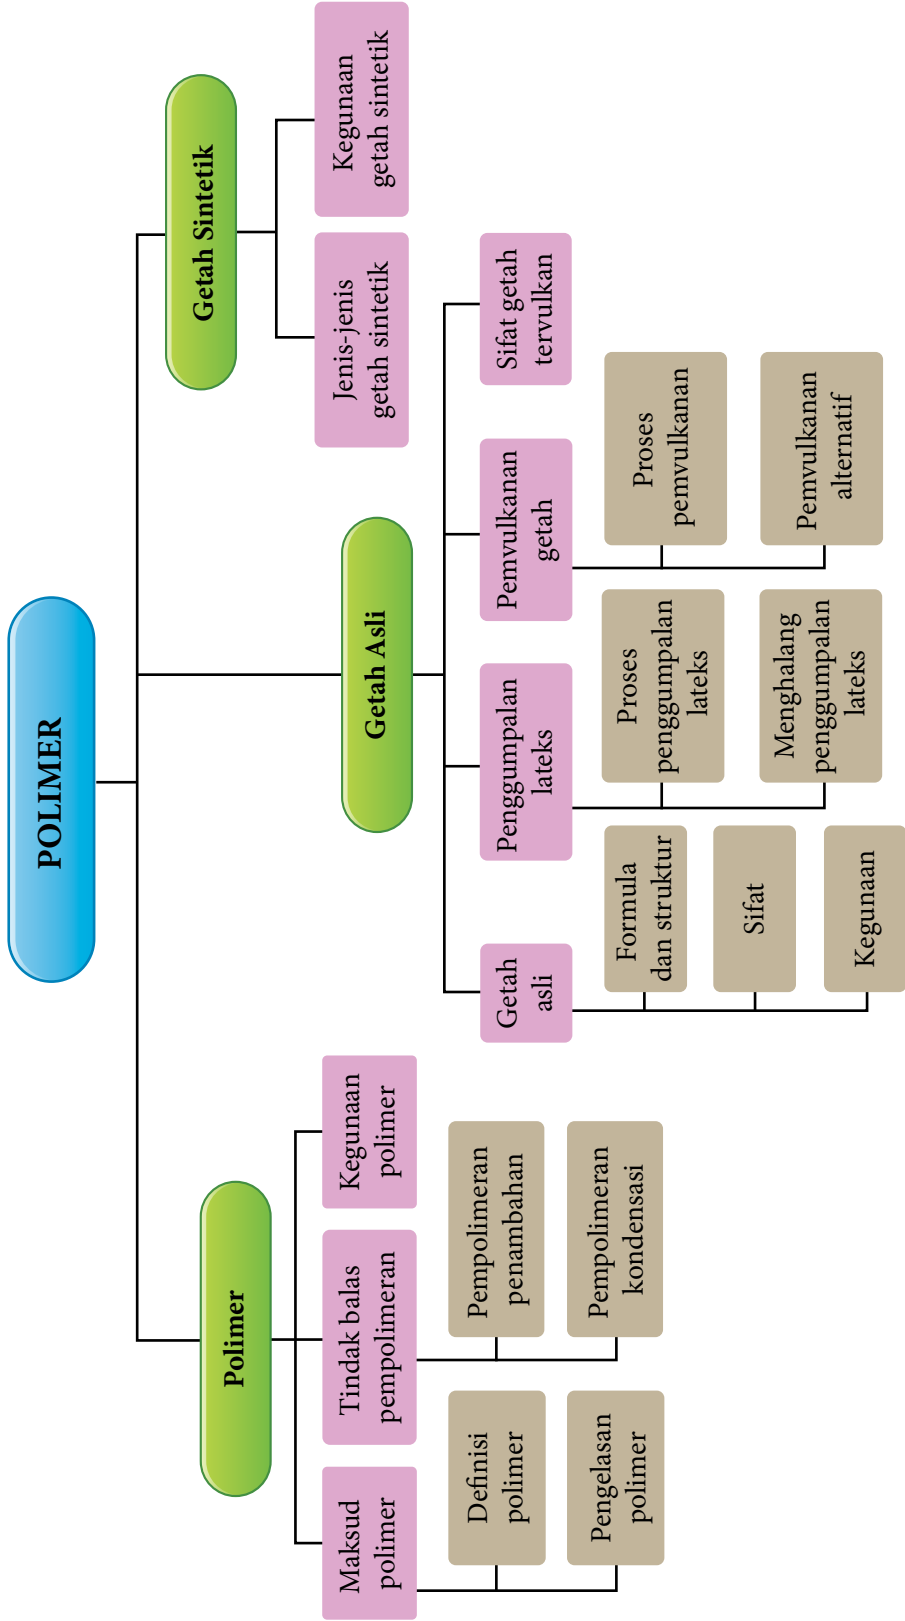 POLIMER
Polimer
Maksud
polimer
Definisi
polimer
Pengelasan
polimer
Tindak balas
pempolimeran
Pempolimeran
penambahan
Pempolimeran
kondensasi
Kegunaan
polimer
Getah Asli
Getah
asli
Formula
dan struktur
Sifat
Kegunaan
Penggumpalan
lateks
Proses
penggumpalan
lateks
Menghalang
penggumpalan
lateks
Pemvulkanan
getah
Proses
pemvulkanan
Pemvulkanan
alternatif
Sifat getah
tervulkan
Getah Sintetik
Jenis-jenis
getah sintetik
Kegunaan
getah sintetik